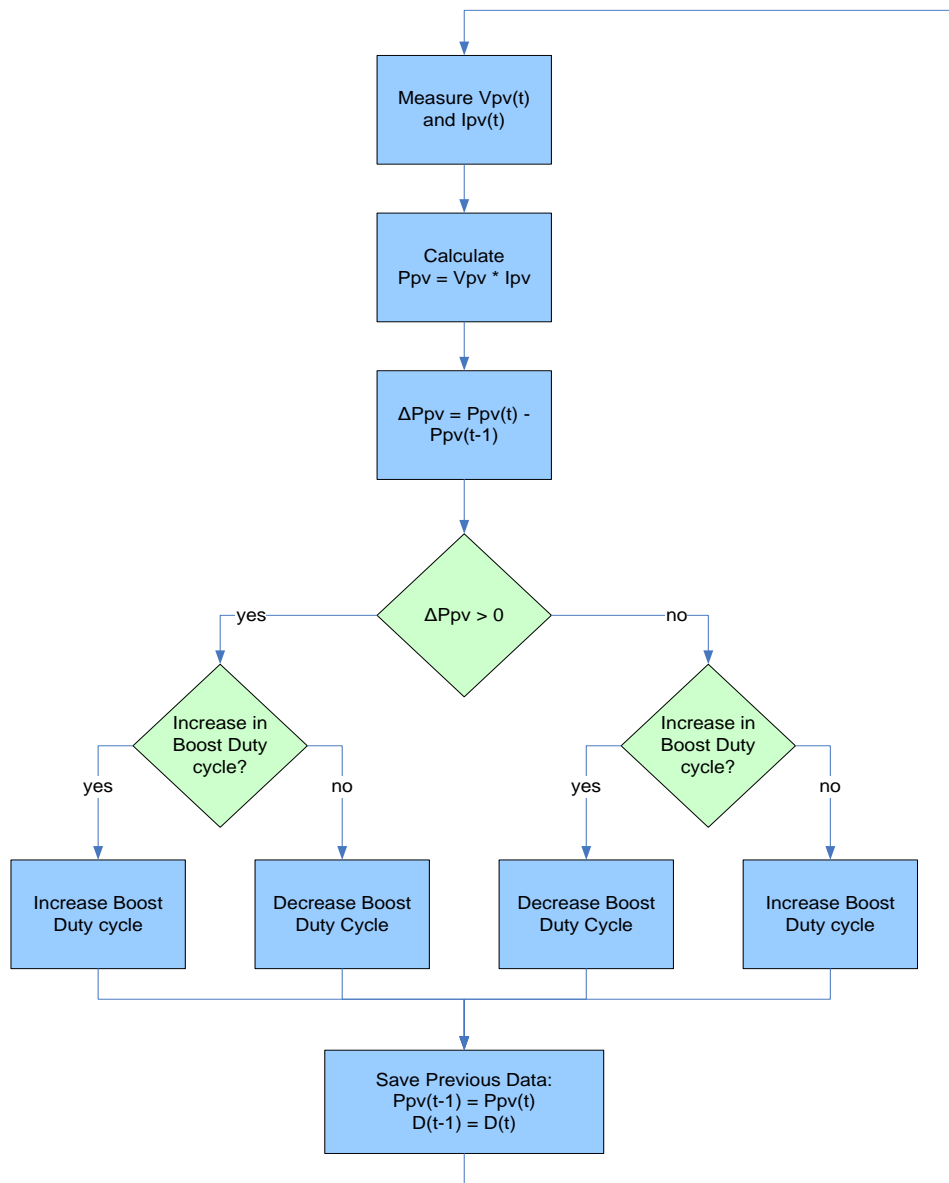 Measure Vpv(t)
and Ipv(t)
Calculate
Ppv = Vpv * Ipv
ΔPpv = Ppv(t) -
Ppv(t-1)
ΔPpv > 0
yes
no
Increase in
Boost Duty
cycle?
yes
no
Increase in
Boost Duty
cycle?
yes
no
Increase Boost
Duty cycle
Decrease Boost
Duty Cycle
Decrease Boost
Duty Cycle
Increase Boost
Duty cycle
Save Previous Data:
Ppv(t-1) = Ppv(t)
D(t-1) = D(t)